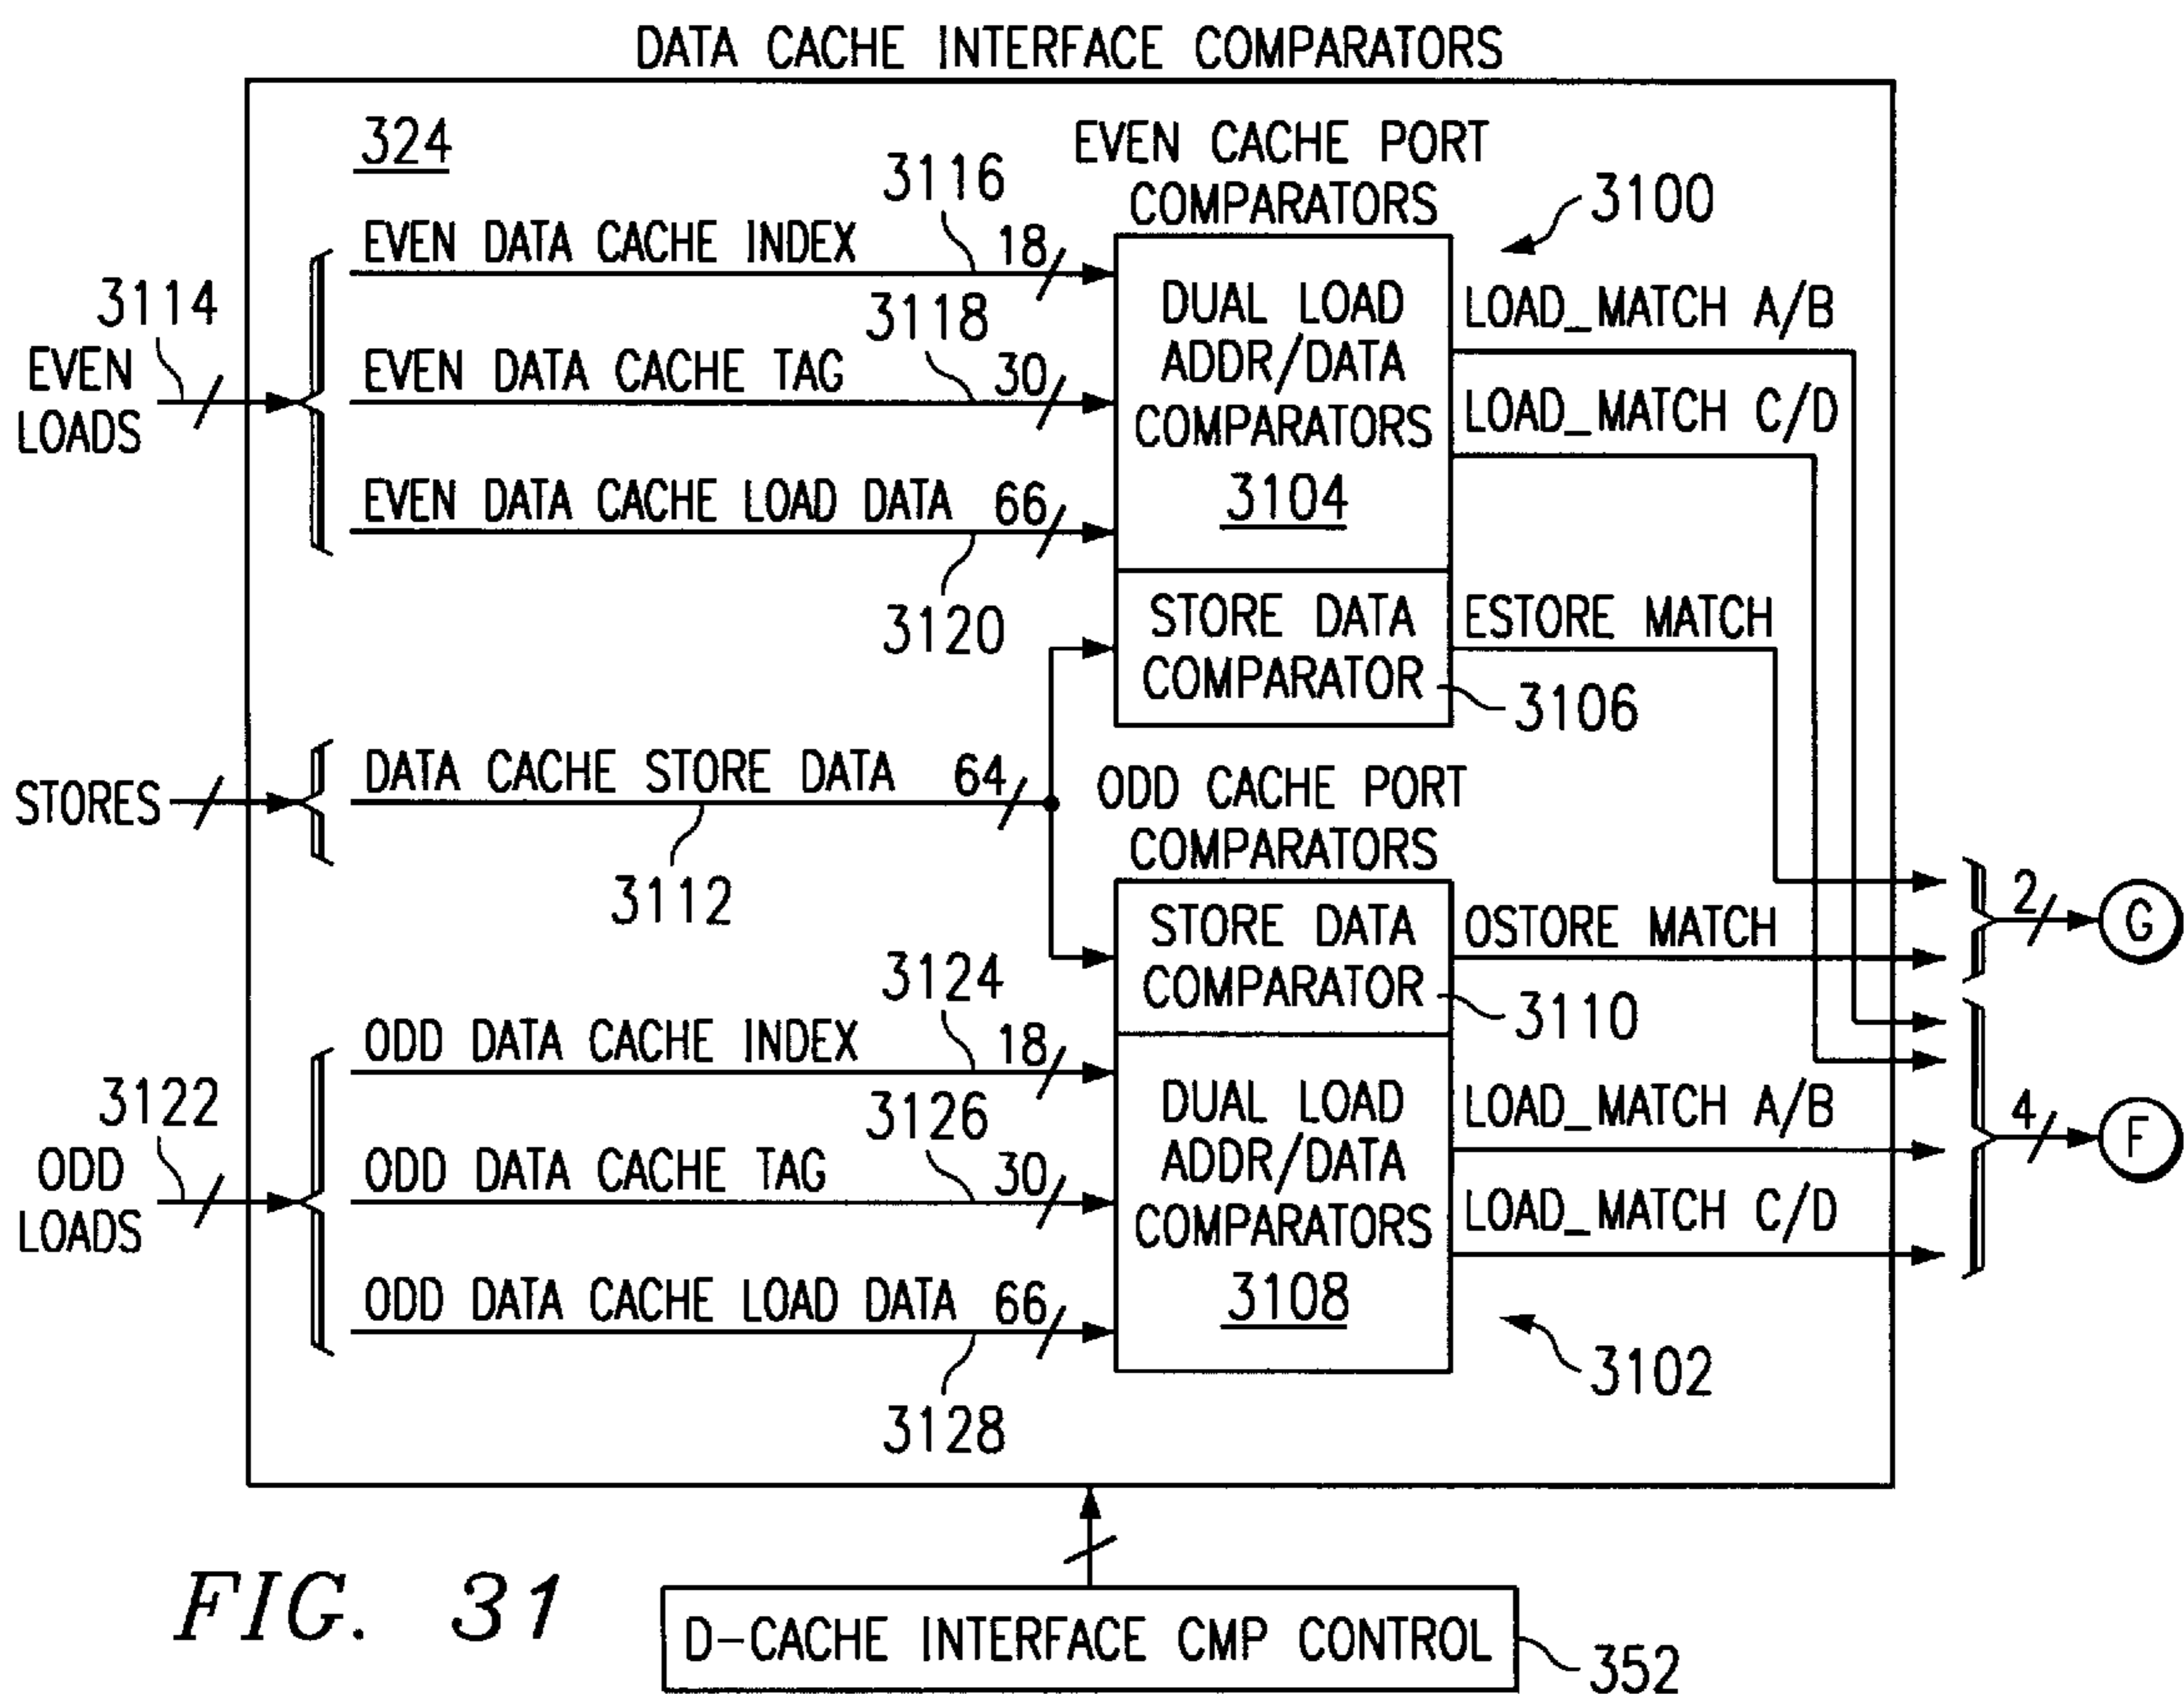 DATA CACHE INTERFACE COMPARATORS
324
EVEN CACHE PORT
COMPARATORS
3100
3116
EVEN DATA CACHE INDEX 18
3114
EVEN
LOADS
3118
EVEN DATA CACHE TAG 30
EVEN DATA CACHE LOAD DATA 66
3120
DUAL LOAD
ADDR/DATA
COMPARATORS
3104
LOAD_MATCH A/B
LOAD_MATCH C/D
STORE DATA
COMPARATOR
3106
ESTORE MATCH
STORES
DATA CACHE STORE DATA 64
3112
ODD CACHE PORT
COMPARATORS
STORE DATA
COMPARATOR
3110
OSTORE MATCH
2
G
3124
ODD DATA CACHE INDEX 18
3122
ODD
LOADS
3126
ODD DATA CACHE TAG 30
ODD DATA CACHE LOAD DATA 66
3128
DUAL LOAD
ADDR/DATA
COMPARATORS
3108
LOAD_MATCH A/B
LOAD_MATCH C/D
4
F
3102
FIG. 31
D-CACHE INTERFACE CMP CONTROL
352